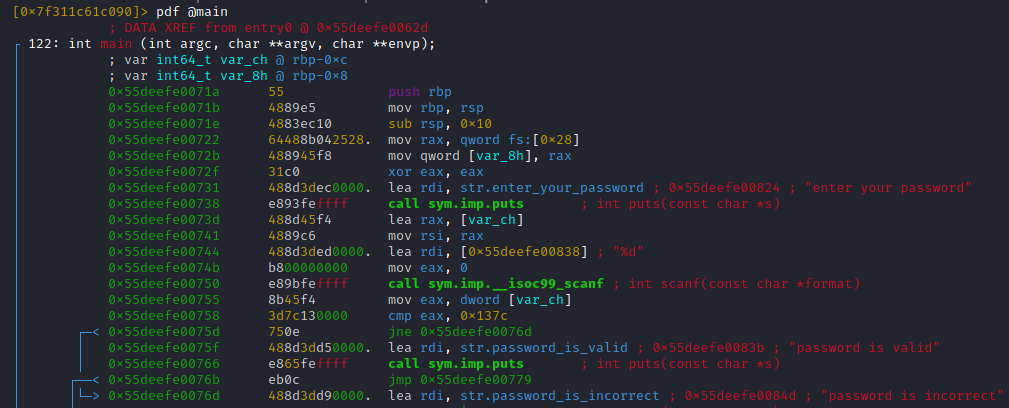 [0x7f311c61c090]> pdf @main
; DATA XREF from entry0 @ 0x55deefe0062d
122: int main (int argc, char **argv, char **envp);
; var int64_t var_ch @ rbp-0xc
; var int64_t var_8h @ rbp-0x8
0x55deefe0071a 55 push rbp
0x55deefe0071b 4889e5 mov rbp, rsp
0x55deefe0071e 4883ec10 sub rsp, 0x10
0x55deefe00722 64488b042528. mov rax, qword fs:[0x28]
0x55deefe0072b 488945f8 mov qword [var_8h], rax
0x55deefe0072f 31c0 xor eax, eax
0x55deefe00731 488d3dec0000. lea rdi, str.enter_your_password ; 0x55deefe00824 ; "enter your password"
0x55deefe00738 e893feffff call sym.imp.puts ; int puts(const char *s)
0x55deefe0073d 488d45f4 lea rax, [var_ch]
0x55deefe00741 4889c6 mov rsi, rax
0x55deefe00744 488d3ded0000. lea rdi, [0x55deefe00838] ; "%d"
0x55deefe0074b b800000000 mov eax, 0
0x55deefe00750 e89bfeffff call sym.imp.__isoc99_scanf ; int scanf(const char *format)
0x55deefe00755 8b45f4 mov eax, dword [var_ch]
0x55deefe00758 3d7c130000 cmp eax, 0x137c
0x55deefe0075d 750e jne 0x55deefe0076d
0x55deefe0075f 488d3dd50000. lea rdi, str.password_is_valid ; 0x55deefe0083b ; "password is valid"
0x55deefe00766 e865feffff call sym.imp.puts ; int puts(const char *s)
0x55deefe0076b eb0c jmp 0x55deefe00779
0x55deefe0076d 488d3dd90000. lea rdi, str.password_is_incorrect ; 0x55deefe0084d ; "password is incorrect"